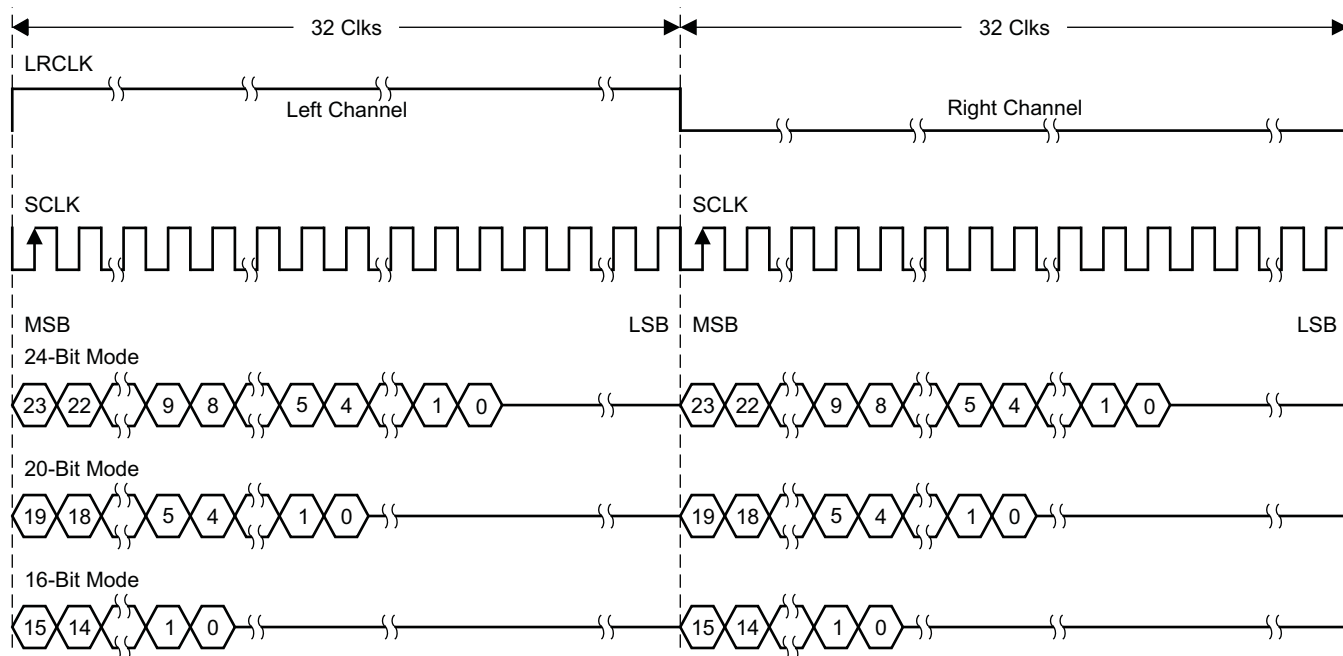 32 Clks 32 Clks
LRCLK
Left Channel Right Channel
SCLK SCLK
MSB LSB MSB LSB
24-Bit Mode
23 22 9 8 5 4 1 0 23 22 9 8 5 4 1 0
20-Bit Mode
19 18 5 4 1 0 19 18 5 4 1 0
16-Bit Mode
15 14 1 0 15 14 1 0